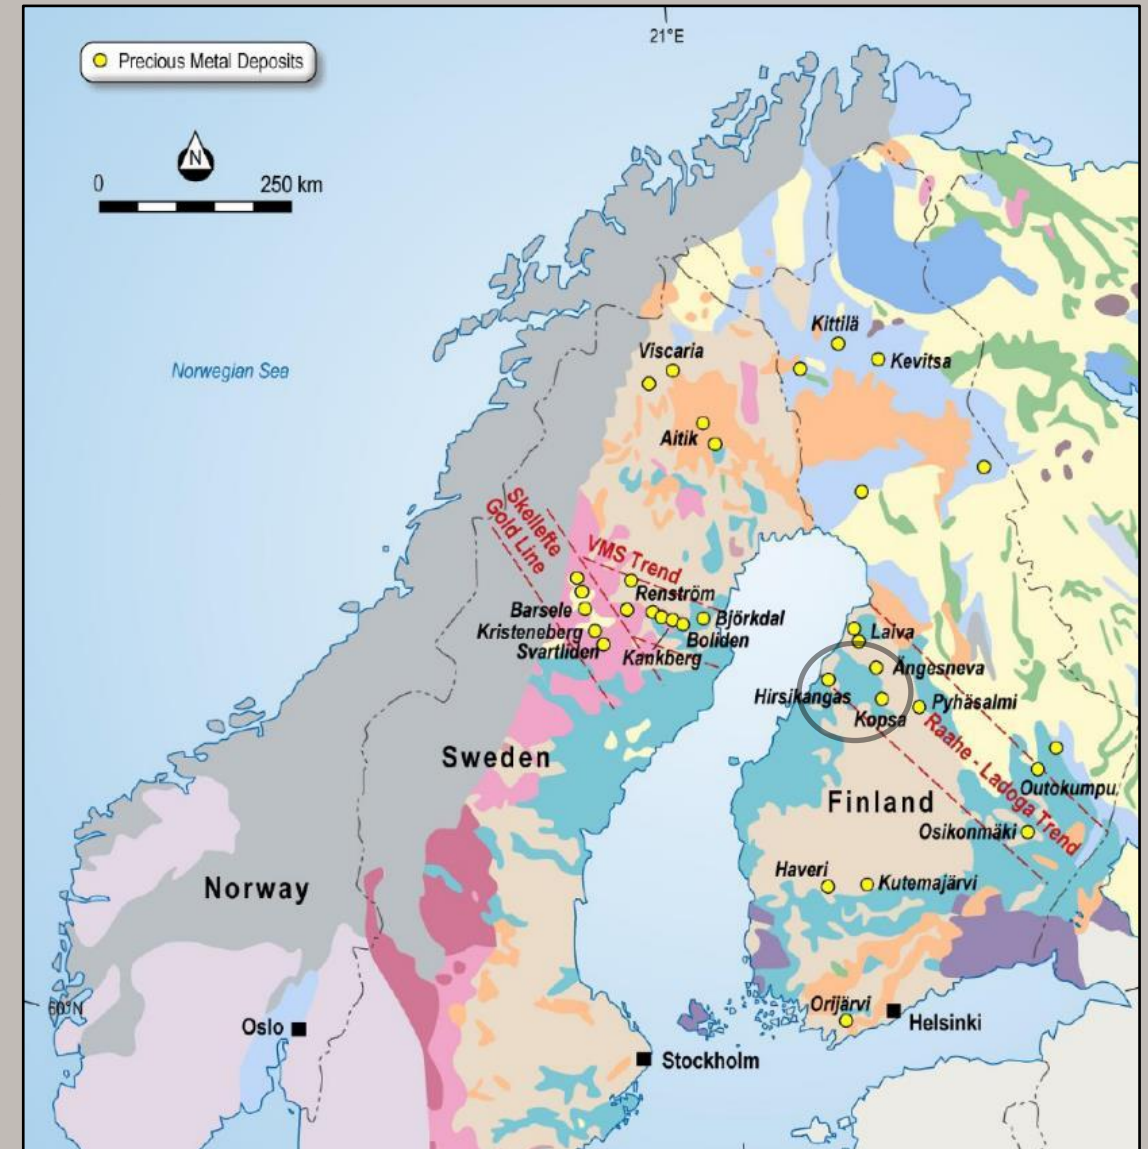 21°E
Precious Metal Deposits
N
0 250 km
Kittilä
Viscaria
Kevitsa
Norwegian Sea
Aitik
Skellefte
Gold Line
VMS Trend
Renström
Barsele
Björkdal
Kristeneberg
Boliden
Laiva
Svartliden
Kankberg
Ängesneva
Hirsikangas
Pyhäsalmi
Kopsa
Raahe - Ladoga Trend
Sweden
Outokumpu
Finland
Osikonmäki
Haveri
Kutemajärvi
Norway
60°N
Orijärvi
Oslo
Helsinki
Stockholm